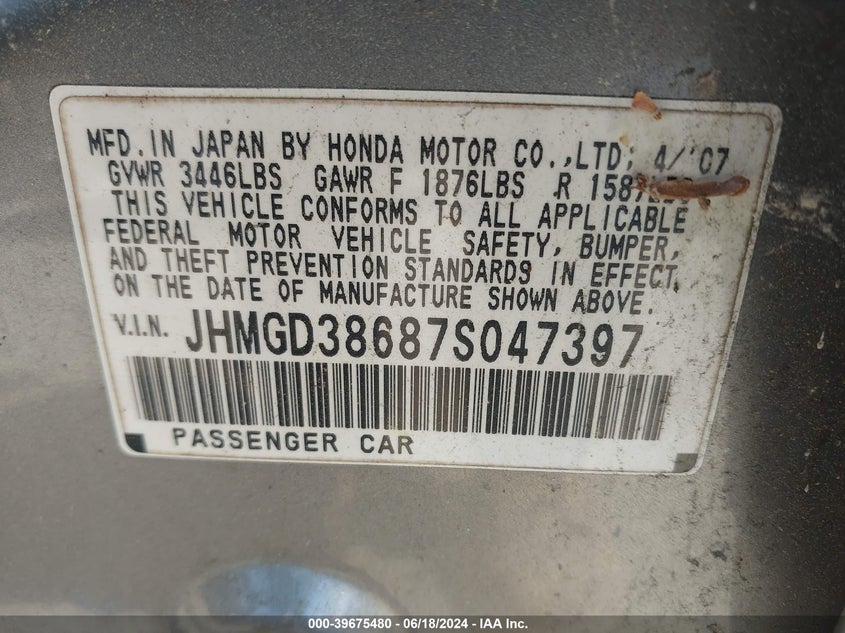 MFD. IN JAPAN BY HONDA MOTOR CO.,LTD; 4/'07
GVWR 3446LBS GAWR F 1876LBS R 1587LBS
THIS VEHICLE CONFORMS TO ALL APPLICABLE
FEDERAL MOTOR VEHICLE SAFETY, BUMPER,
AND THEFT PREVENTION STANDARDS IN EFFECT
ON THE DATE OF MANUFACTURE SHOWN ABOVE.
V.I.N. JHMGD38687S047397
PASSENGER CAR
000-39675480 - 06/18/2024 - IAA Inc.